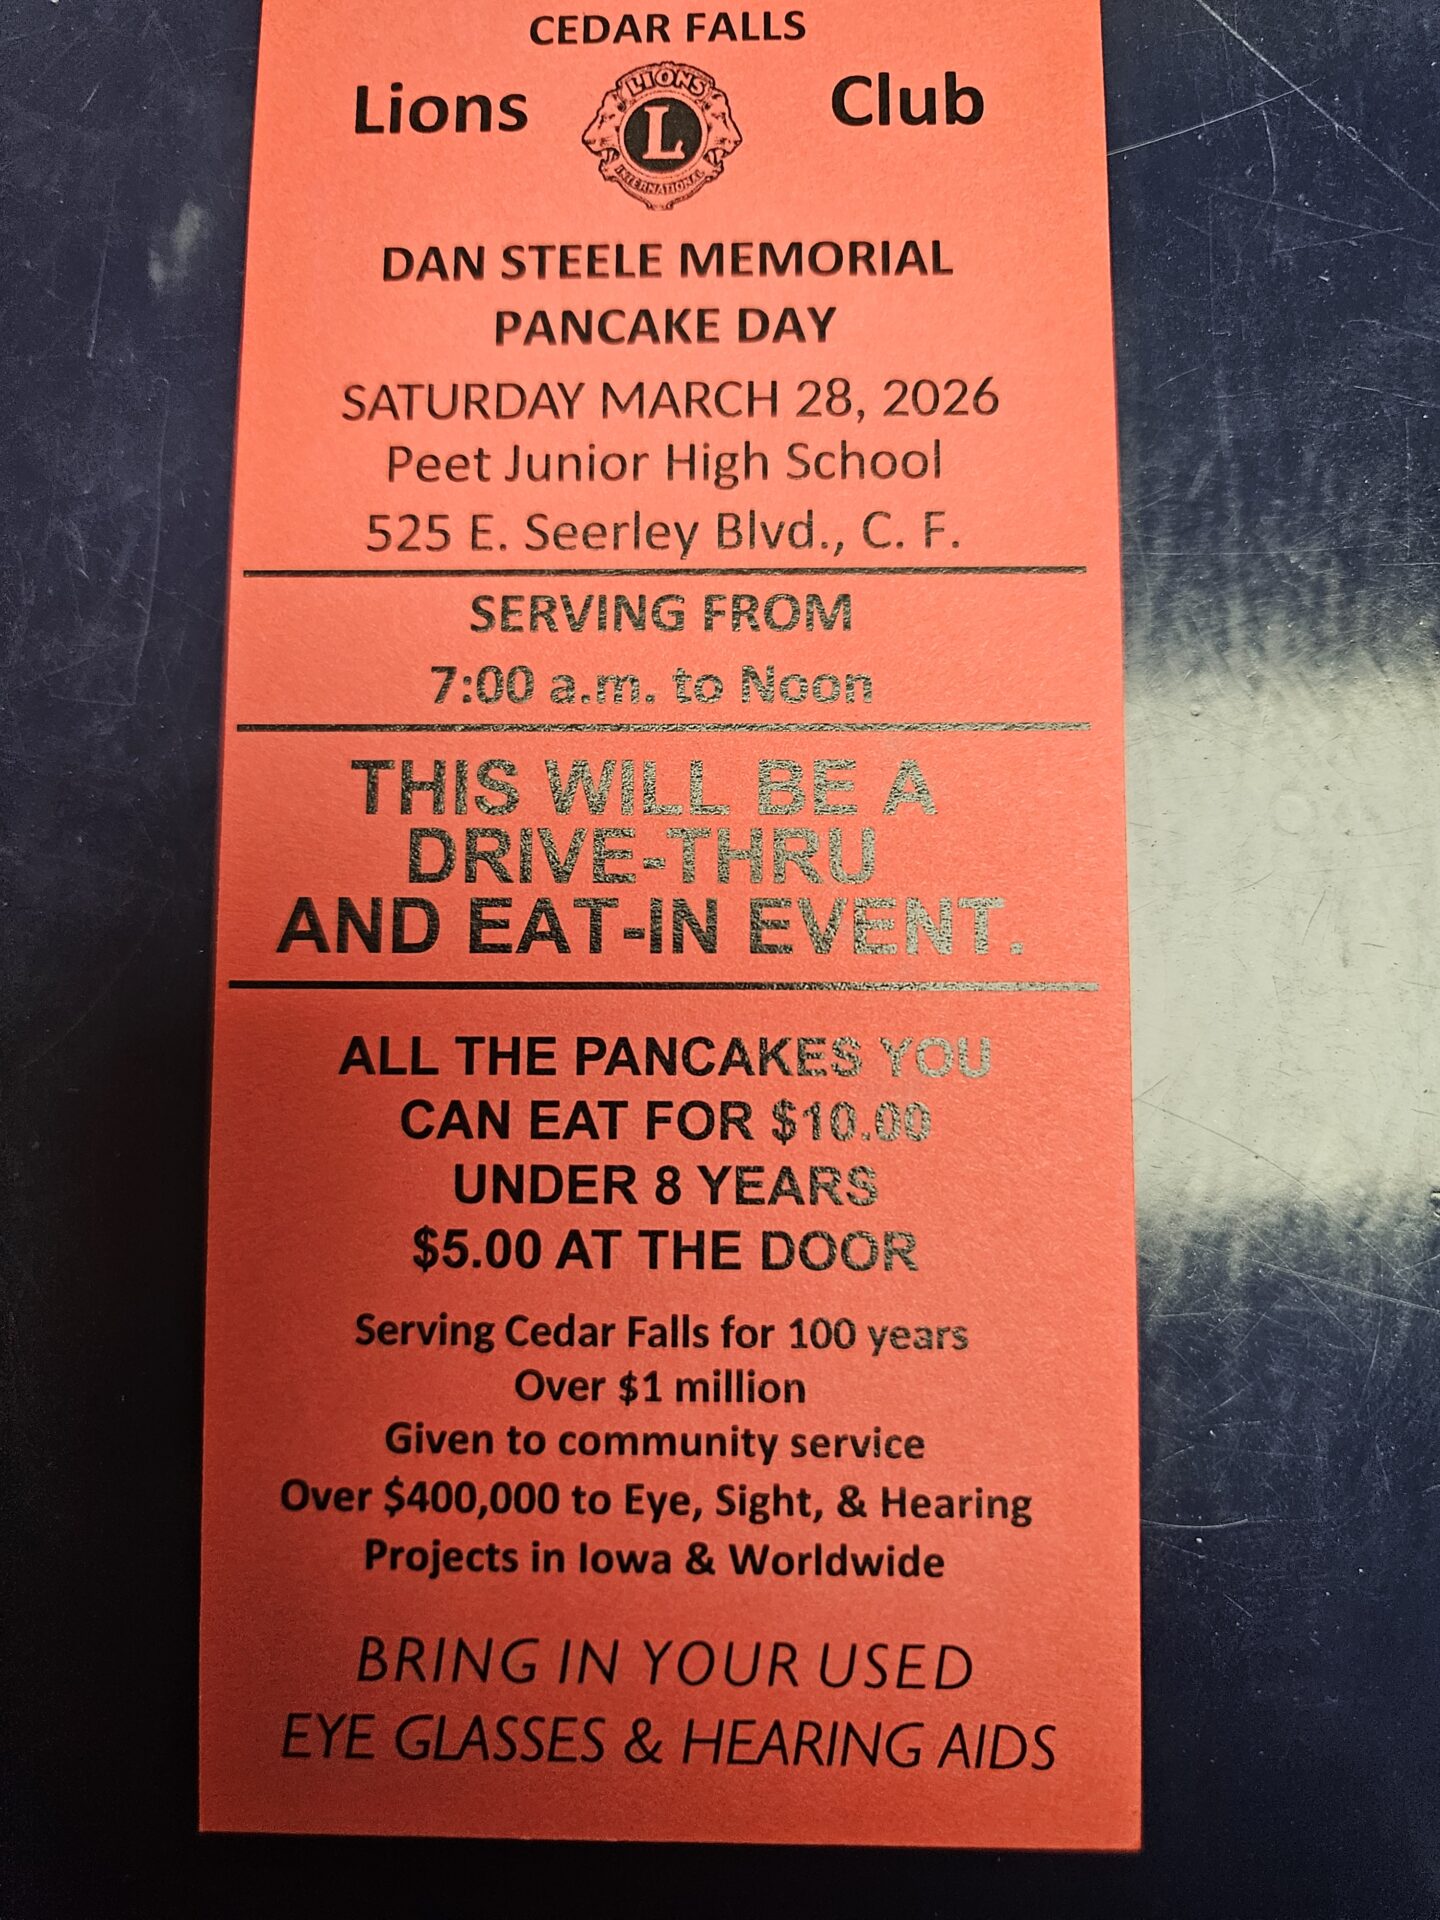 CEDAR FALLS
Lions Club
LIONS
L
INTERNATIONAL
DAN STEELE MEMORIAL
PANCAKE DAY
SATURDAY MARCH 28, 2026
Peet Junior High School
525 E. Seerley Blvd., C. F.
SERVING FROM
7:00 a.m. to Noon
THIS WILL BE A
DRIVE-THRU
AND EAT-IN EVENT.
ALL THE PANCAKES YOU
CAN EAT FOR $10.00
UNDER 8 YEARS
$5.00 AT THE DOOR
Serving Cedar Falls for 100 years
Over $1 million
Given to community service
Over $400,000 to Eye, Sight, & Hearing
Projects in Iowa & Worldwide
BRING IN YOUR USED
EYE GLASSES & HEARING AIDS